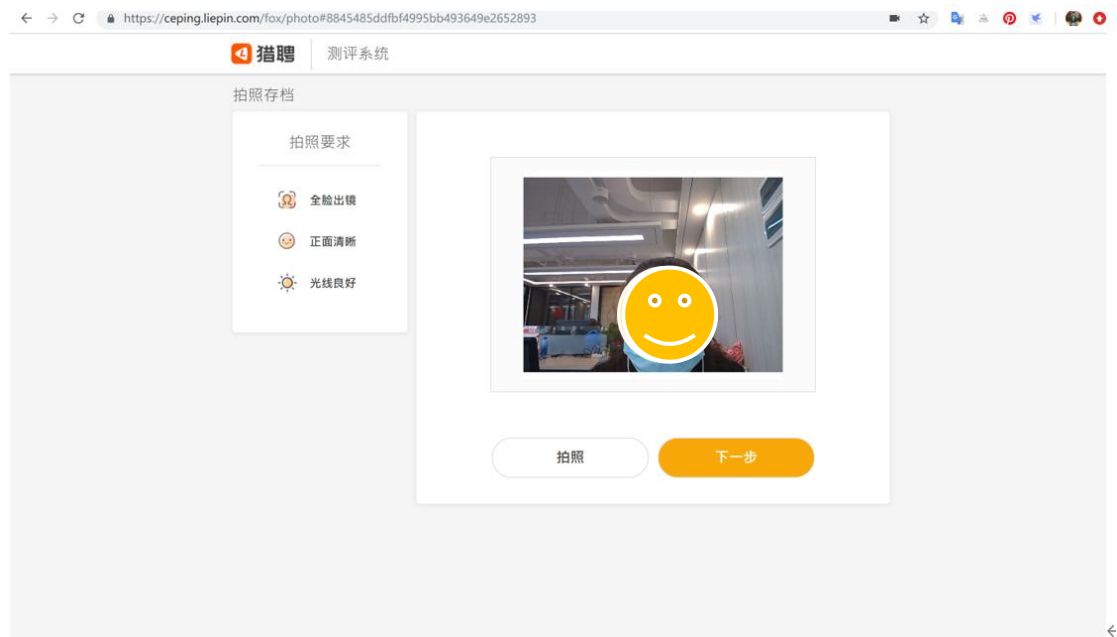 https://ceping.liepin.com/fox/photo#8845485ddfbf4995bb493649e2652893
猎聘 测评系统
拍照存档
拍照要求
全脸出镜
正面清晰
光线良好
拍照 下一步